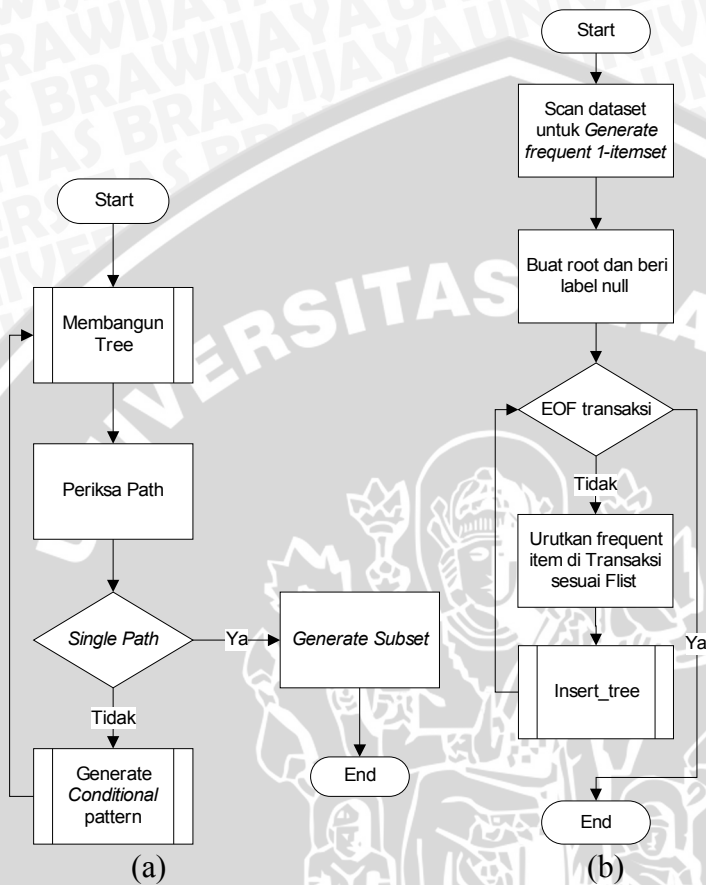 Start
Membangun
Tree
Periksa Path
Single Path
Ya
Generate Subset
End
Tidak
Generate
Conditional
pattern
(a)
Start
Scan dataset
untuk Generate
frequent 1-itemset
Buat root dan beri
label null
EOF transaksi
Tidak
Urutkan frequent
item di Transaksi
sesuai Flist
Ya
Insert_tree
End
(b)
UNIVERSITAS
BRAWIJAYA